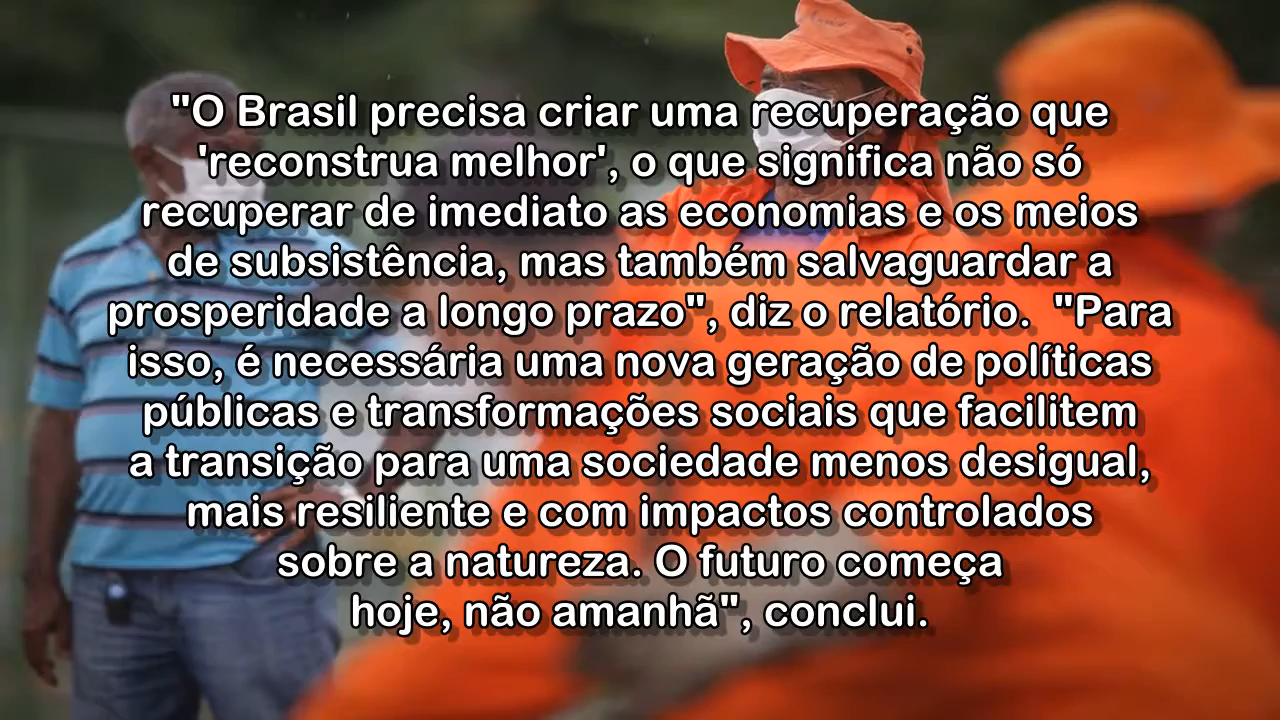 "O Brasil precisa criar uma recuperação que
'reconstrua melhor', o que significa não só
recuperar de imediato as economias e os meios
de subsistência, mas também salvaguardar a
prosperidade a longo prazo", diz o relatório.  "Para
isso, é necessária uma nova geração de políticas
públicas e transformações sociais que facilitem
a transição para uma sociedade menos desigual,
mais resiliente e com impactos controlados
sobre a natureza. O futuro começa
hoje, não amanhã", conclui.